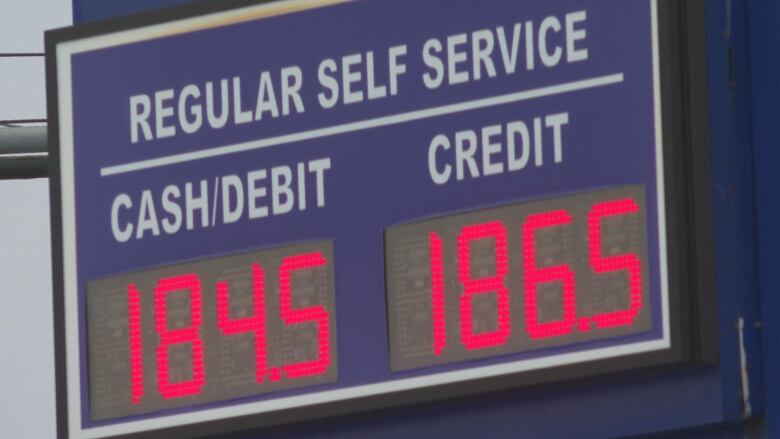 REGULAR SELF SERVICE
CASH/DEBIT CREDIT
184.5 186.5